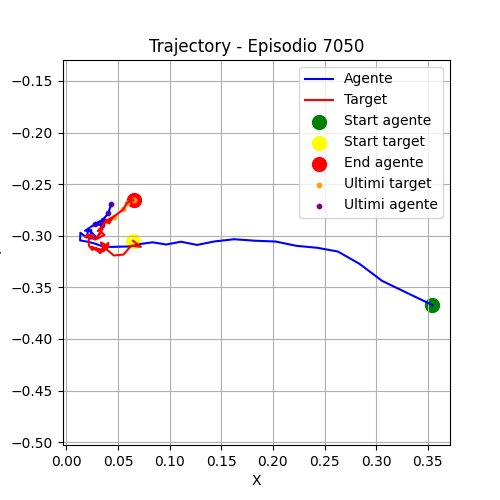 Trajectory - Episodio 7050
Agente
Target
Start agente
Start target
End agente
Ultimi target
Ultimi agente
−0.15
−0.20
−0.25
−0.30
−0.35
−0.40
−0.45
−0.50
0.00 0.05 0.10 0.15 0.20 0.25 0.30 0.35
X